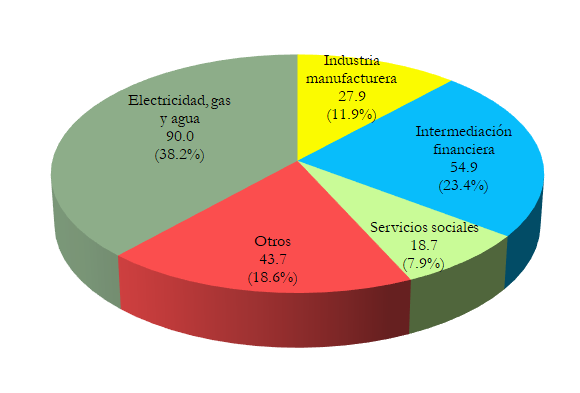 Industria
manufacturera
27.9
(11.9%)
Intermediación
financiera
54.9
(23.4%)
Servicios sociales
18.7
(7.9%)
Otros
43.7
(18.6%)
Electricidad, gas
y agua
90.0
(38.2%)